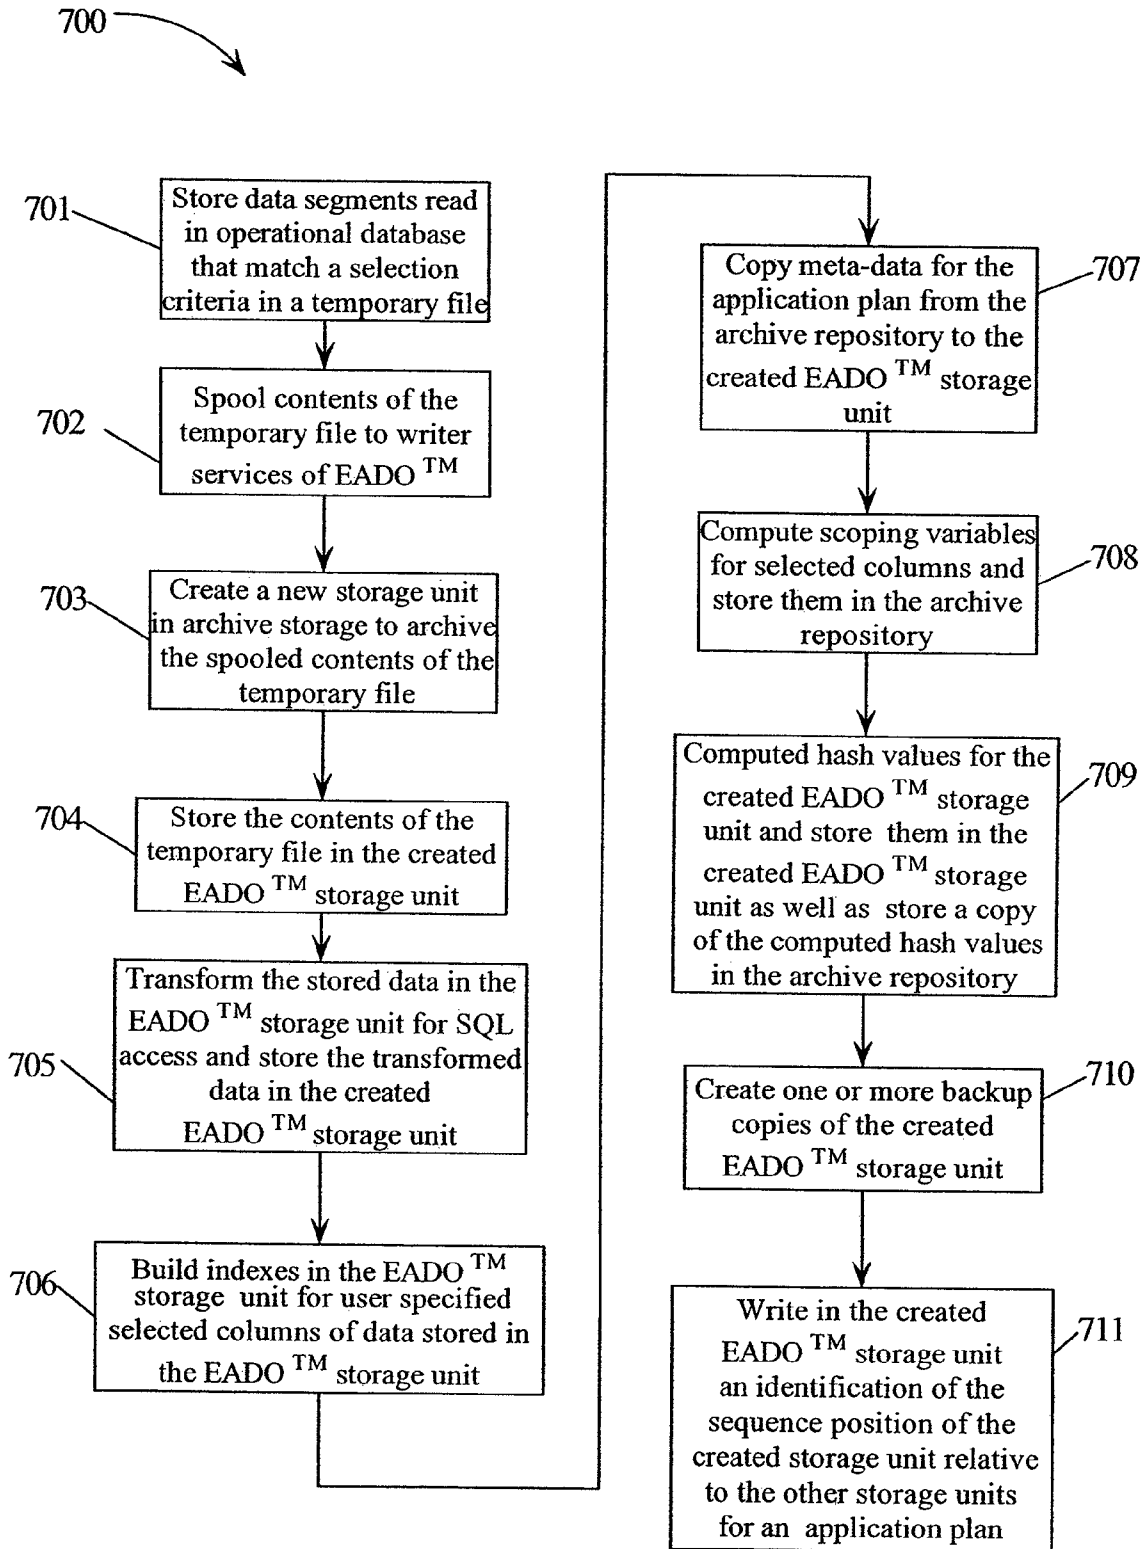 700
701
Store data segments read
in operational database
that match a selection
criteria in a temporary file
702
Spool contents of the
temporary file to writer
services of EADO TM
703
Create a new storage unit
in archive storage to archive
the spooled contents of the
temporary file
704
Store the contents of the
temporary file in the created
EADO TM storage unit
705
Transform the stored data in the
EADO TM storage unit for SQL
access and store the transformed
data in the created
EADO TM storage unit
706
Build indexes in the EADO TM
storage unit for user specified
selected columns of data stored in
the EADO TM storage unit
707
Copy meta-data for the
application plan from the
archive repository to the
created EADO TM storage
unit
708
Compute scoping variables
for selected columns and
store them in the archive
repository
709
Computed hash values for the
created EADO TM storage
unit and store them in the
created EADO TM storage
unit as well as store a copy
of the computed hash values
in the archive repository
710
Create one or more backup
copies of the created
EADO TM storage unit
711
Write in the created
EADO TM storage unit
an identification of the
sequence position of the
created storage unit relative
to the other storage units
for an application plan